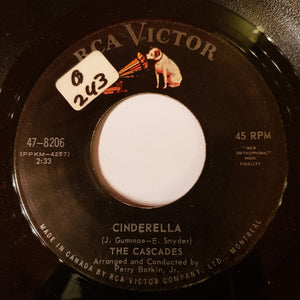 RCA VICTOR
0
243
47-8206
(PPKM-4257)
2:33
45 RPM
"NEW
ORTHOPHONIC"
HIGH
FIDELITY
CINDERELLA
(J. Gummoe-E. Snyder)
THE CASCADES
Arranged and Conducted by
Perry Botkin, Jr.
MADE IN CANADA BY RCA VICTOR COMPANY, LTD.